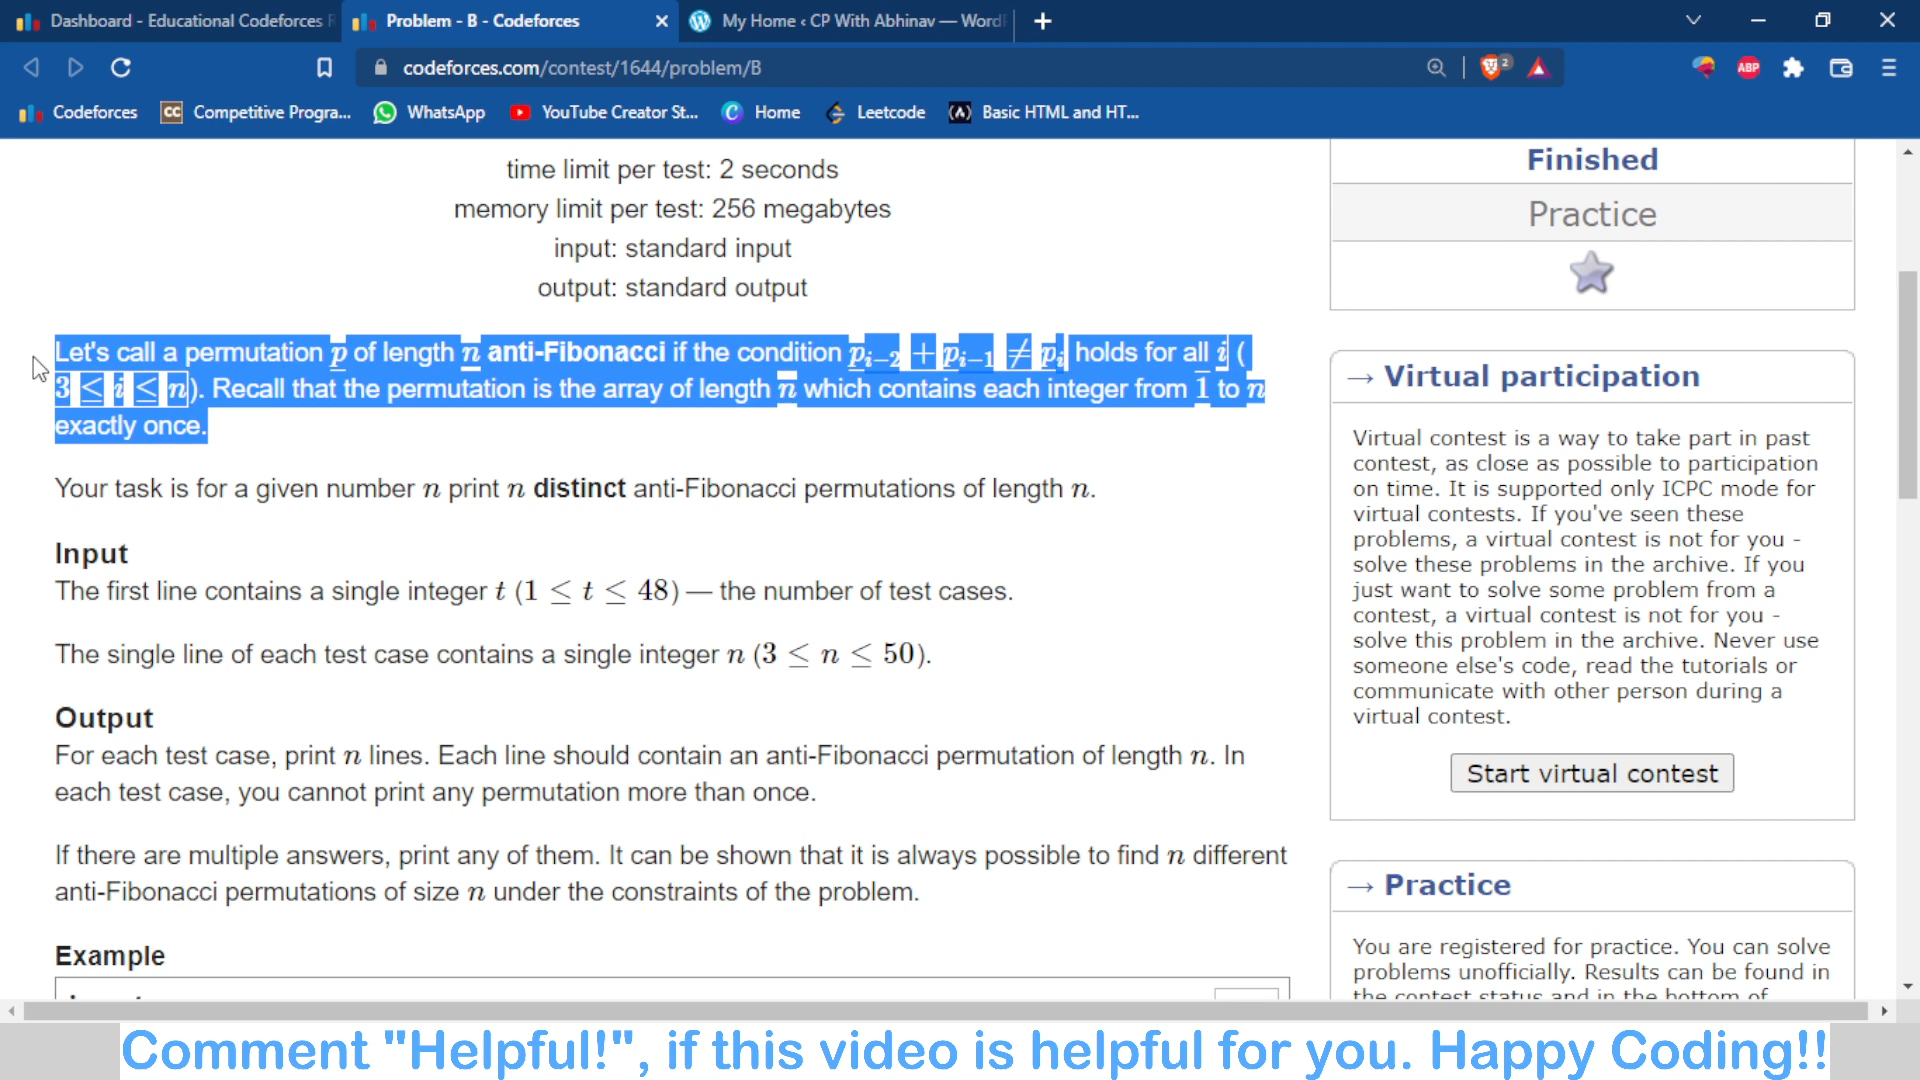 Dashboard - Educational Codeforces R
Problem - B - Codeforces
My Home ‹ CP With Abhinav — WordP
codeforces.com/contest/1644/problem/B
2
ABP
Codeforces
CC Competitive Progra...
WhatsApp
YouTube Creator St...
Home
Leetcode
Basic HTML and HT...
time limit per test: 2 seconds
memory limit per test: 256 megabytes
input: standard input
output: standard output
Let's call a permutation p of length n anti-Fibonacci if the condition p_{i−2} + p_{i−1} ≠ p_i holds for all i (
3 ≤ i ≤ n). Recall that the permutation is the array of length n which contains each integer from 1 to n
exactly once.
Your task is for a given number n print n distinct anti-Fibonacci permutations of length n.
Input
The first line contains a single integer t (1 ≤ t ≤ 48) — the number of test cases.
The single line of each test case contains a single integer n (3 ≤ n ≤ 50).
Output
For each test case, print n lines. Each line should contain an anti-Fibonacci permutation of length n. In
each test case, you cannot print any permutation more than once.
If there are multiple answers, print any of them. It can be shown that it is always possible to find n different
anti-Fibonacci permutations of size n under the constraints of the problem.
Example
Finished
Practice
→ Virtual participation
Virtual contest is a way to take part in past
contest, as close as possible to participation
on time. It is supported only ICPC mode for
virtual contests. If you've seen these
problems, a virtual contest is not for you -
solve these problems in the archive. If you
just want to solve some problem from a
contest, a virtual contest is not for you -
solve this problem in the archive. Never use
someone else's code, read the tutorials or
communicate with other person during a
virtual contest.
Start virtual contest
→ Practice
You are registered for practice. You can solve
problems unofficially. Results can be found in
the contest status and in the bottom of
Comment "Helpful!", if this video is helpful for you. Happy Coding!!